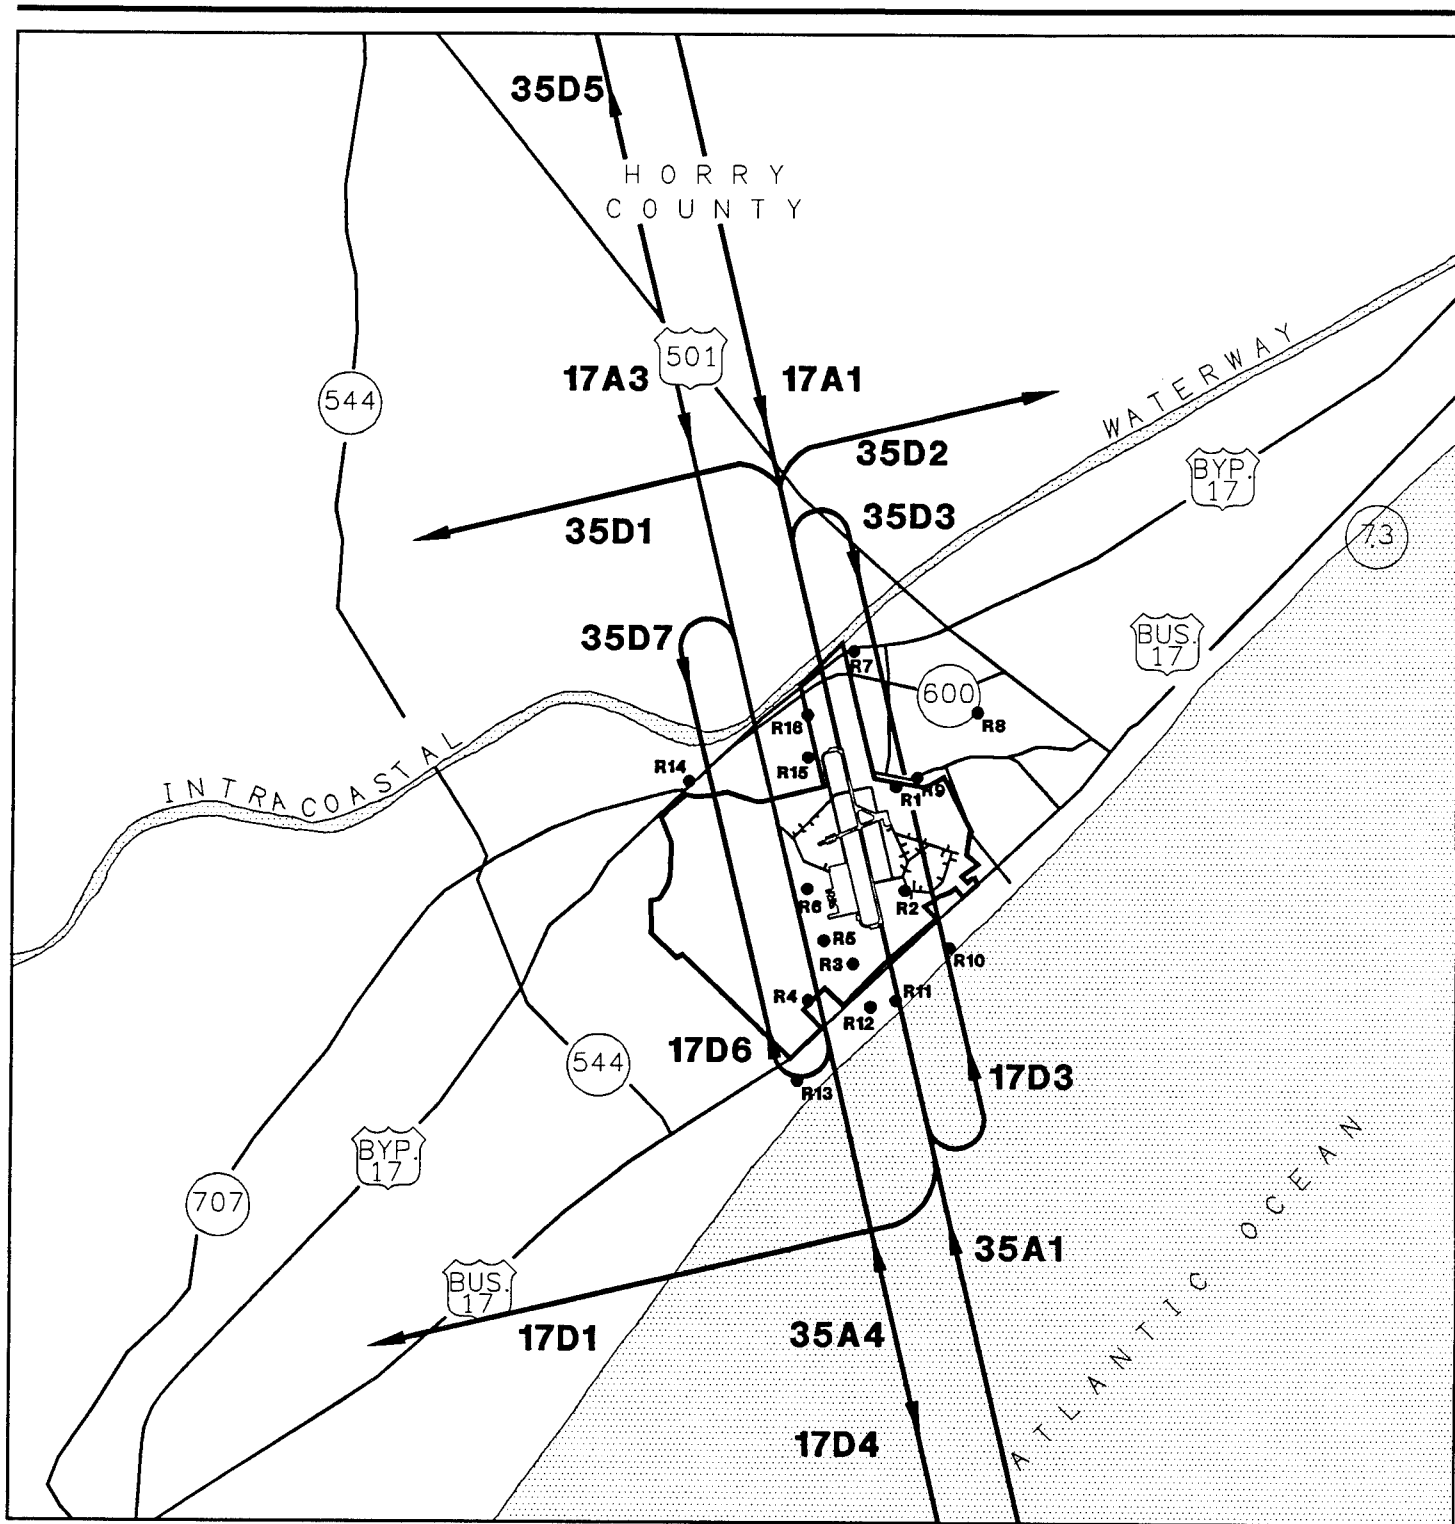 35D5
HORRY
COUNTY
501
17A3
17A1
544
WATERWAY
35D2
BYP.
17
35D1
35D3
73
35D7
BUS.
17
R7
600
R8
R16
INTRACOASTAL
R14
R15
R1
R9
R6
R2
R5
R3
R10
R4
R11
R12
17D6
544
17D3
R13
BYP.
17
707
ATLANTIC OCEAN
35A1
BUS.
17
17D1
35A4
17D4